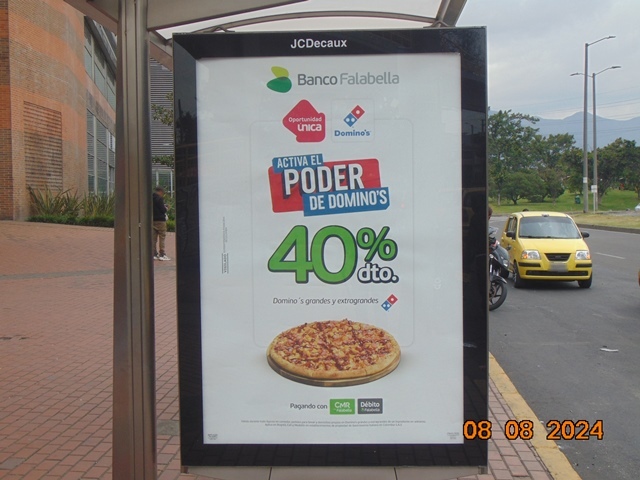 JCDecaux
Banco Falabella
Oportunidad
única
Domino's
ACTIVA EL
PODER
DE DOMINO'S
40%
dto.
Domino´s grandes y extragrandes
Pagando con CMR Débito
08 08 2024